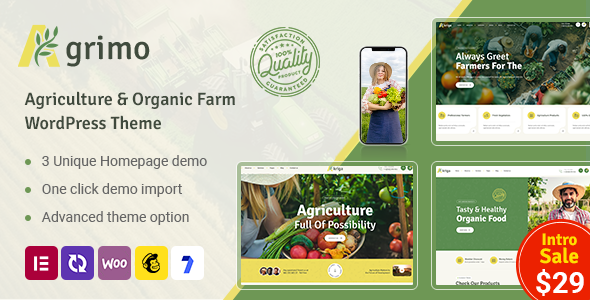 Agrimo
Agriculture & Organic Farm
WordPress Theme
3 Unique Homepage demo
One click demo import
Advanced theme option
WOO
SATISFACTION
100%
Quality
PRODUCT
GUARANTEED
Always Greet
Farmers For The
Agrimo
Agriculture
Full Of Possibility
Tasty & Healthy
Organic Food
Check Our Products
Intro
Sale
$29